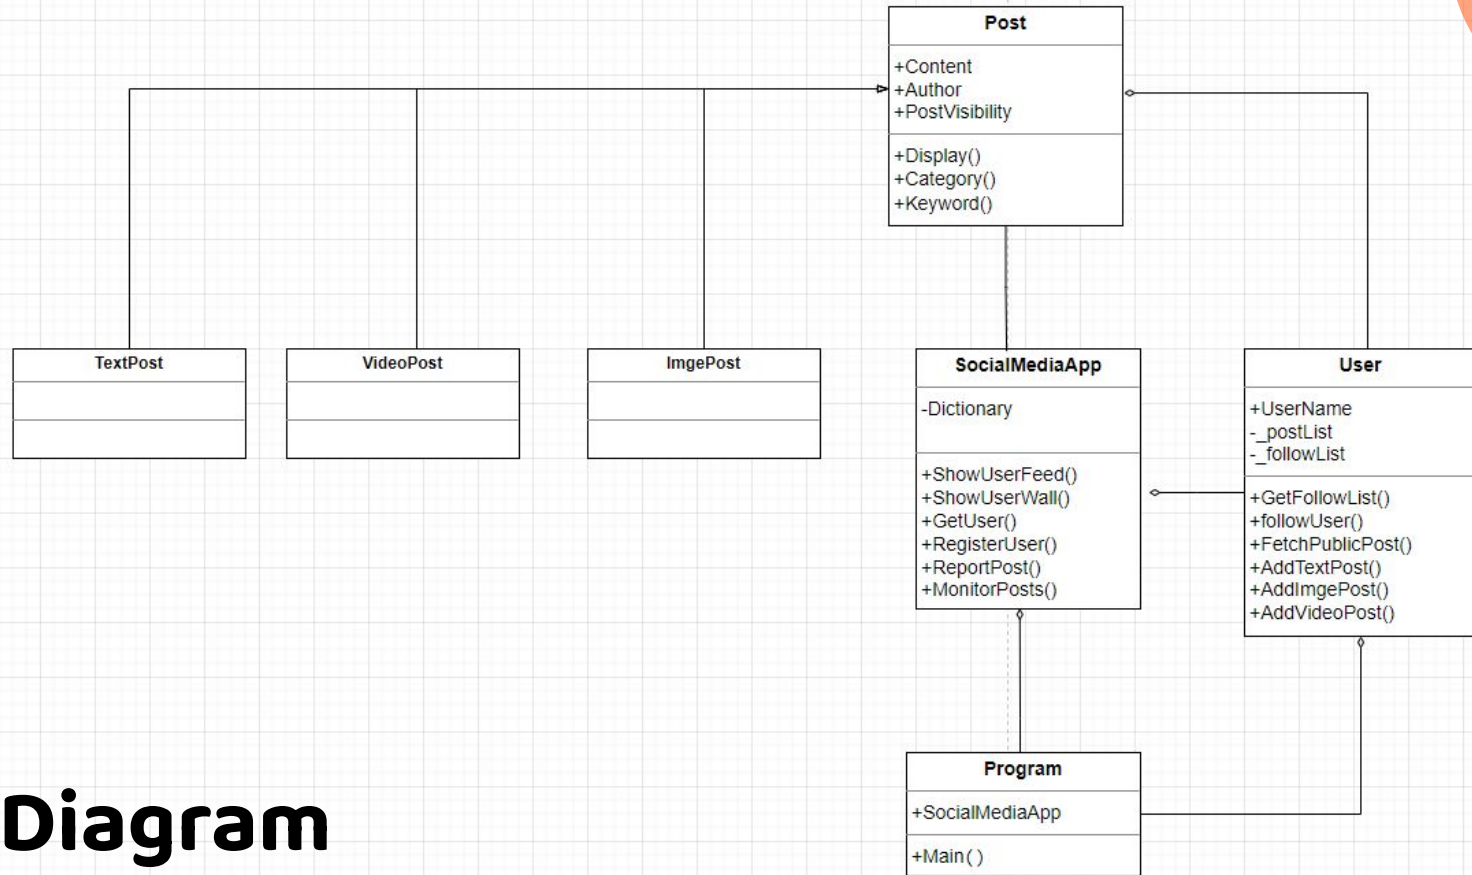 Post
+Content
+Author
+PostVisibility
+Display()
+Category()
+Keyword()
TextPost
VideoPost
ImgePost
SocialMediaApp
-Dictionary
+ShowUserFeed()
+ShowUserWall()
+GetUser()
+RegisterUser()
+ReportPost()
+MonitorPosts()
User
+UserName
-_postList
-_followList
+GetFollowList()
+followUser()
+FetchPublicPost()
+AddTextPost()
+AddImgePost()
+AddVideoPost()
Program
+SocialMediaApp
+Main( )
Diagram